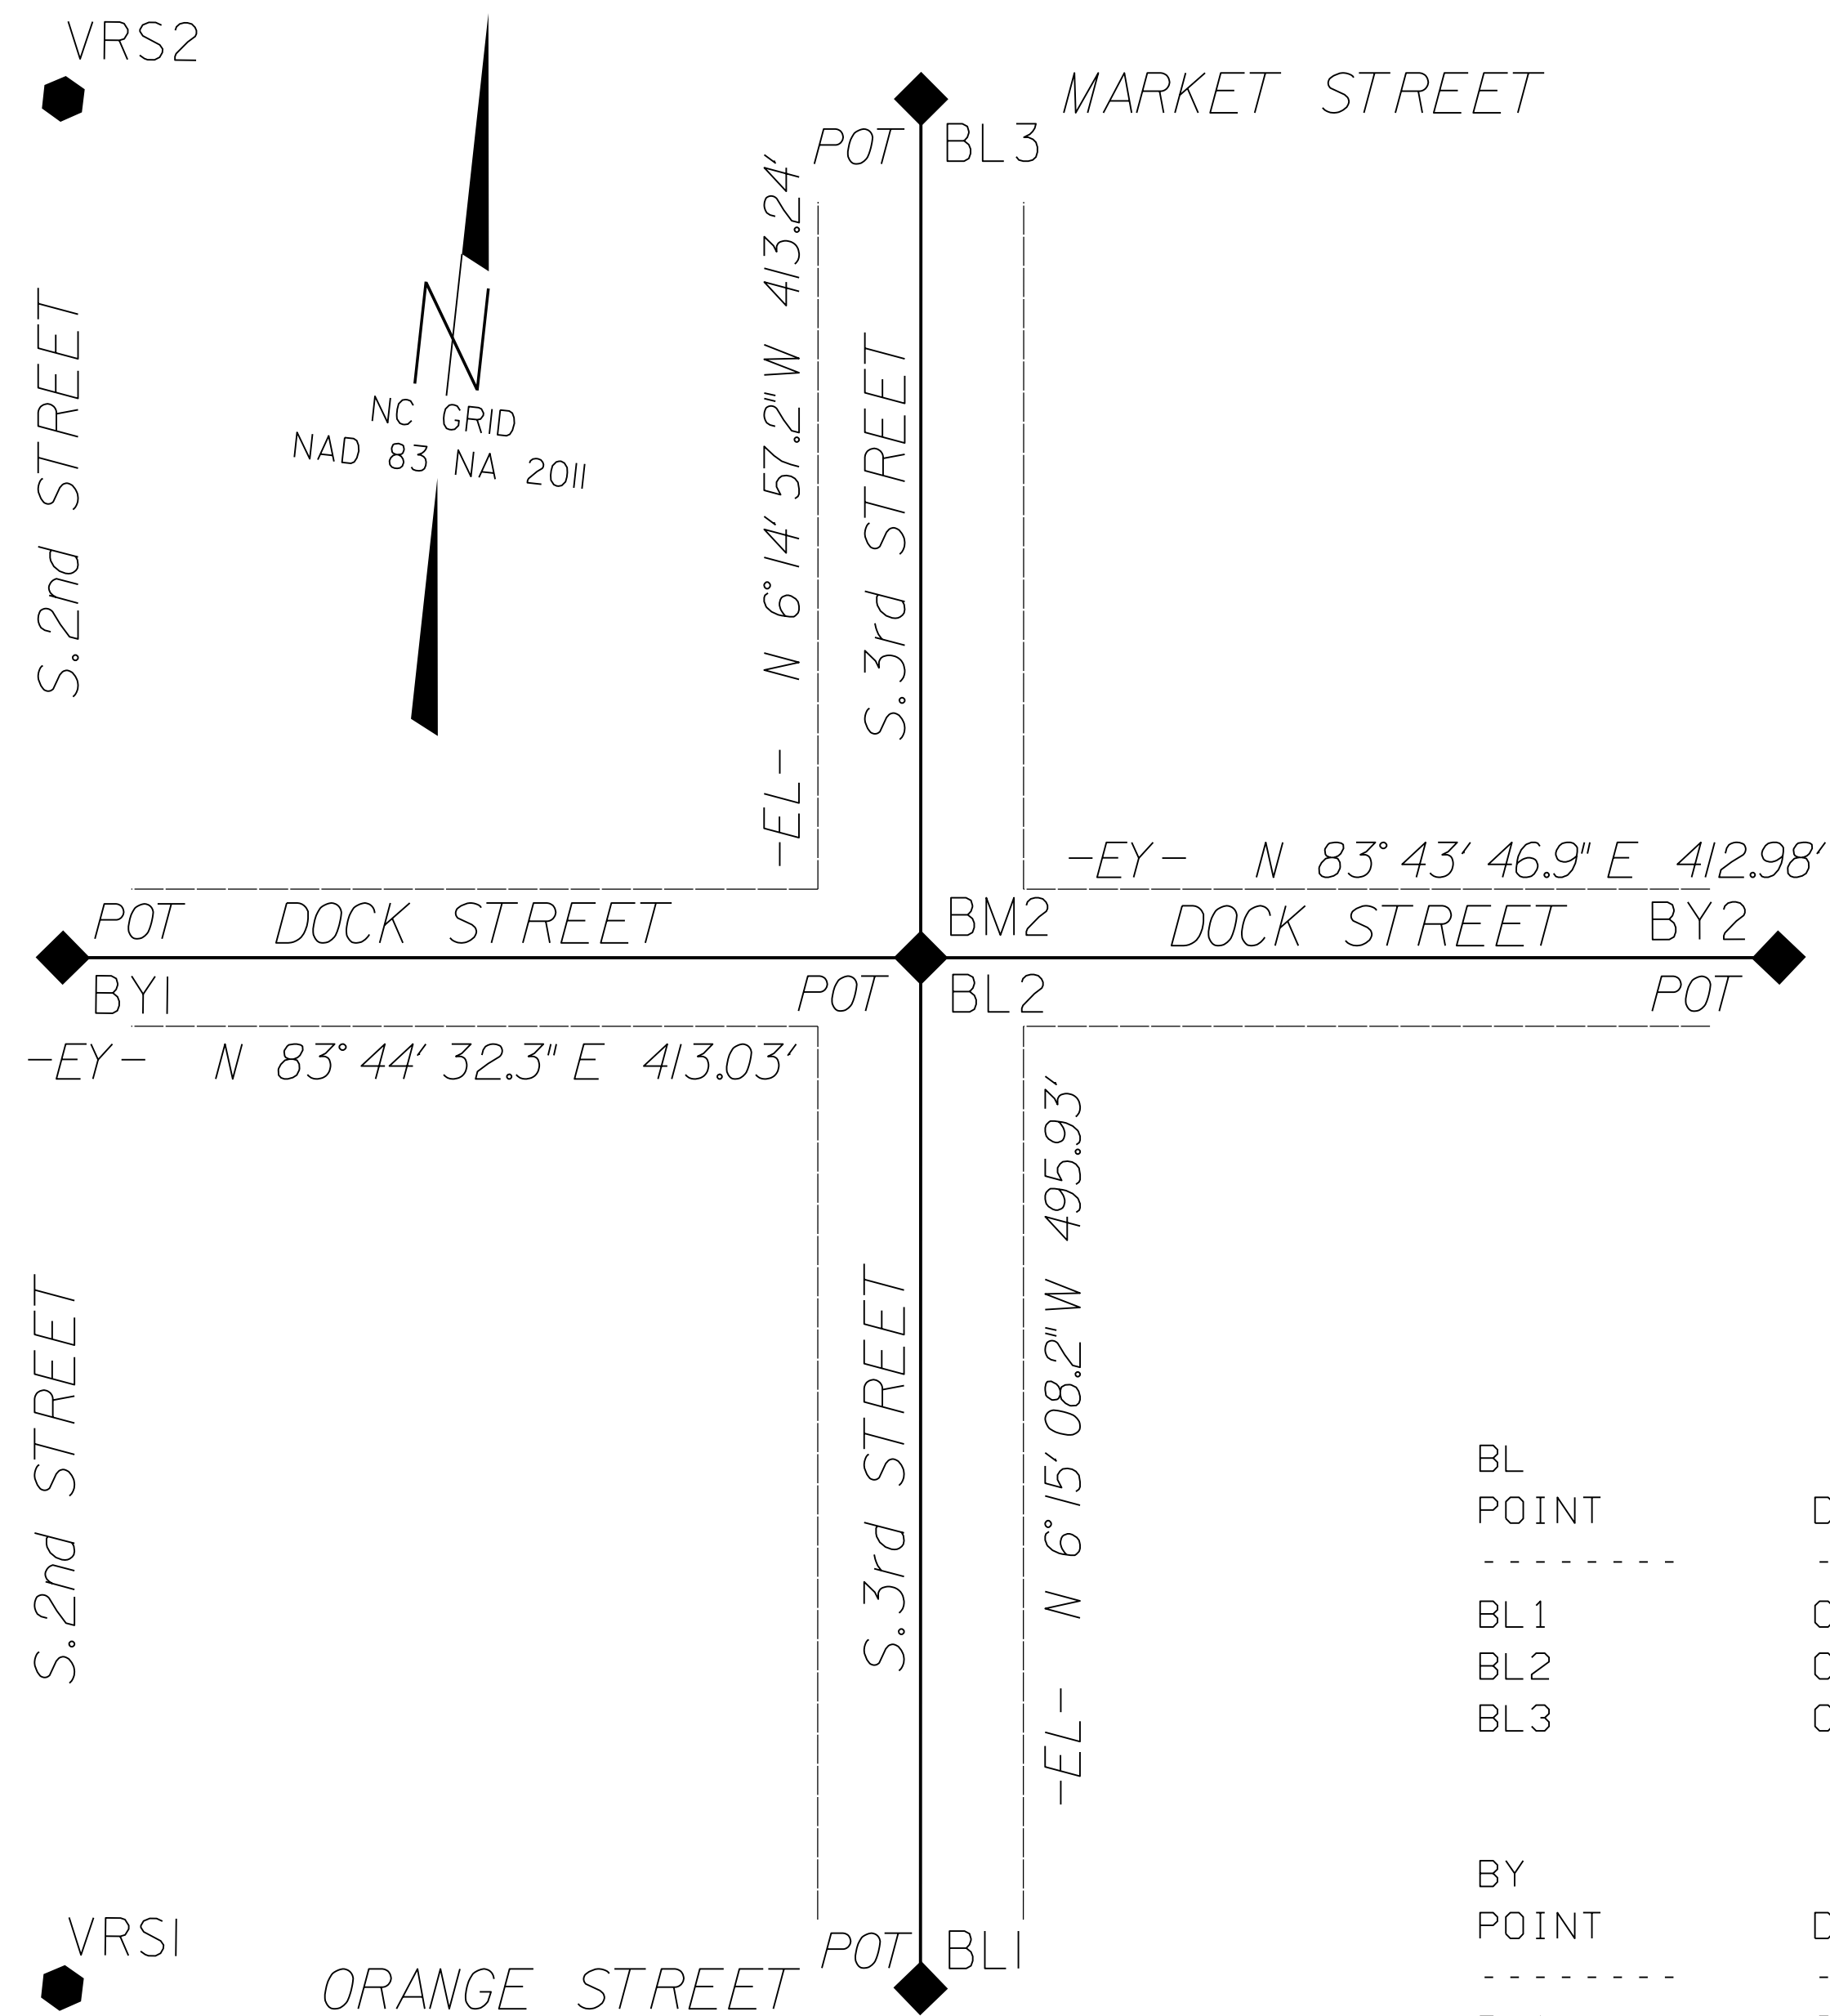 VRS2
MARKET STREET
POT
BL3
S. 2nd STREET
N
NC GRID
NAD 83 NA 2011
-EL- N 6°14'57.2"W 413.24'
S. 3rd STREET
-EY- N 83°43'46.9"E 412.98'
POT DOCK STREET
BM2
DOCK STREET
BY2
BY1
POT
BL2
POT
-EY- N 83°44'32.3"E 413.03'
S. 2nd STREET
S. 3rd STREET
-EL- N 6°15'08.2"W 495.93'
BL
POINT
--------
BL1
BL2
BL3
BY
POINT
--------
VRS1
ORANGE STREET
POT
BL1